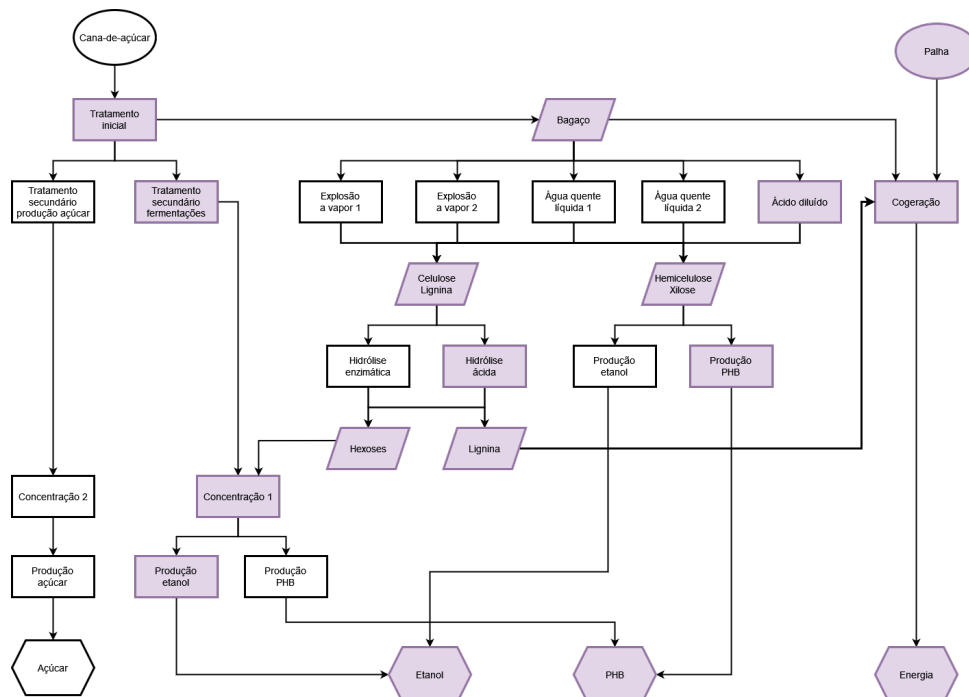 Cana-de-açúcar
Palha
Tratamento
inicial
Bagaço
Tratamento
secundário
produção açúcar
Tratamento
secundário
fermentações
Explosão
a vapor 1
Explosão
a vapor 2
Água quente
líquida 1
Água quente
líquida 2
Ácido diluído
Cogeração
Celulose
Lignina
Hemicelulose
Xilose
Hidrólise
enzimática
Hidrólise
ácida
Produção
etanol
Produção
PHB
Hexoses
Lignina
Concentração 2
Concentração 1
Produção
açúcar
Produção
etanol
Produção
PHB
Açúcar
Etanol
PHB
Energia